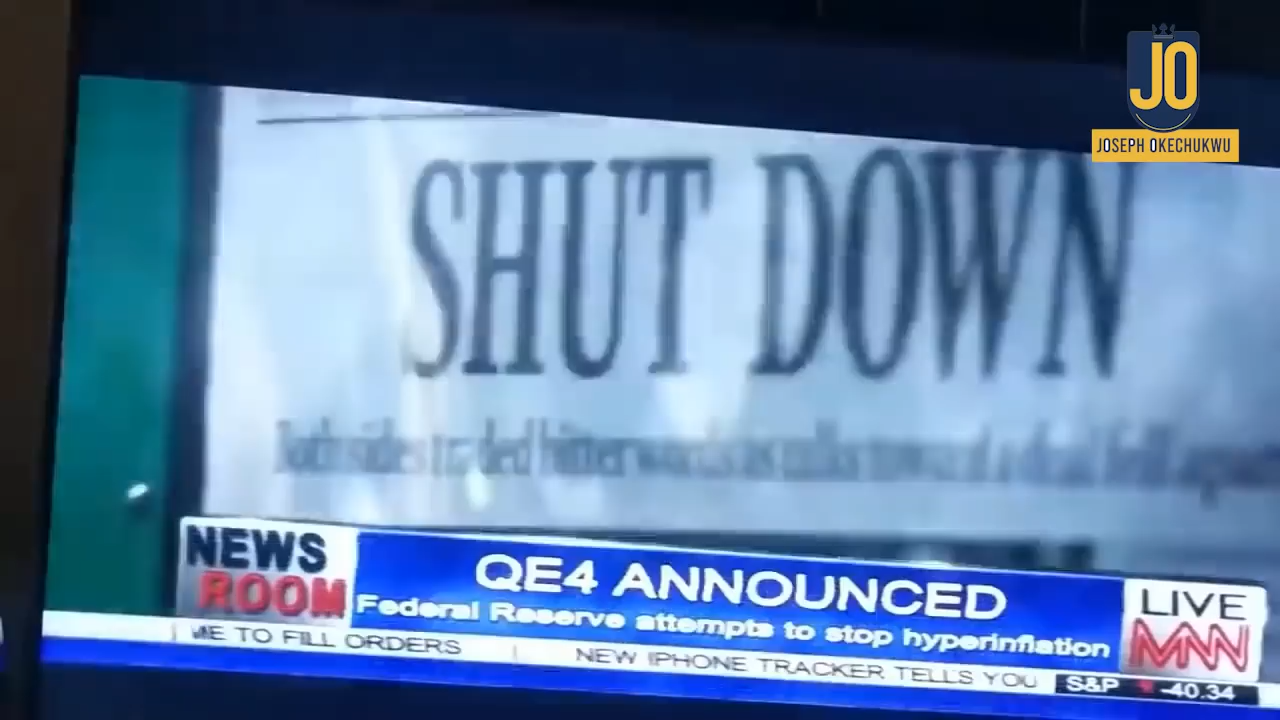 JO
JOSEPH OKECHUKWU
SHUT DOWN
NEWS
ROOM
QE4 ANNOUNCED
Federal Reserve attempts to stop hyperinflation
LIVE
MNN
ME TO FILL ORDERS
NEW IPHONE TRACKER TELLS YOU
S&P
-40.34